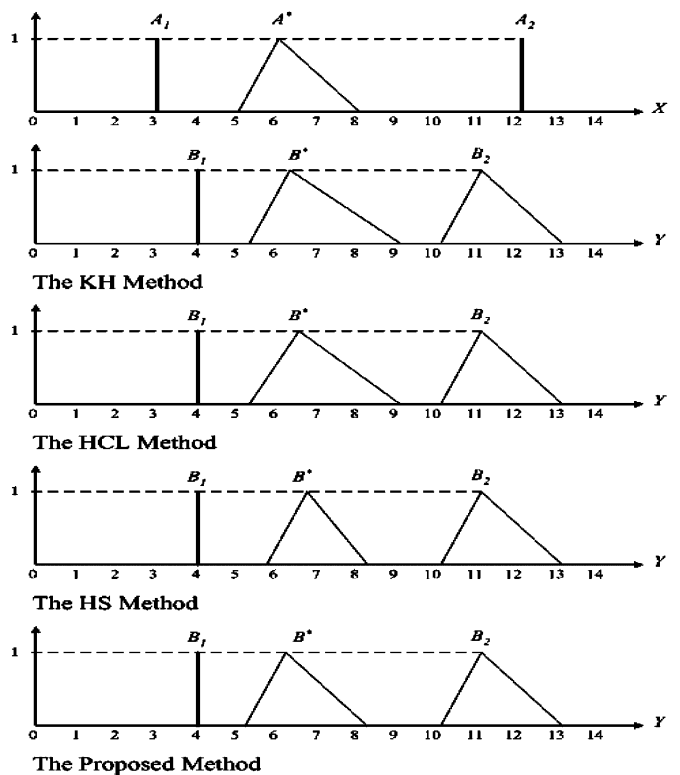 A₁ A* A₂
1
0 1 2 3 4 5 6 7 8 9 10 11 12 13 14 X
B₁ B* B₂
1
0 1 2 3 4 5 6 7 8 9 10 11 12 13 14 Y
The KH Method
B₁ B* B₂
1
0 1 2 3 4 5 6 7 8 9 10 11 12 13 14 Y
The HCL Method
B₁ B* B₂
1
0 1 2 3 4 5 6 7 8 9 10 11 12 13 14 Y
The HS Method
B₁ B* B₂
1
0 1 2 3 4 5 6 7 8 9 10 11 12 13 14 Y
The Proposed Method